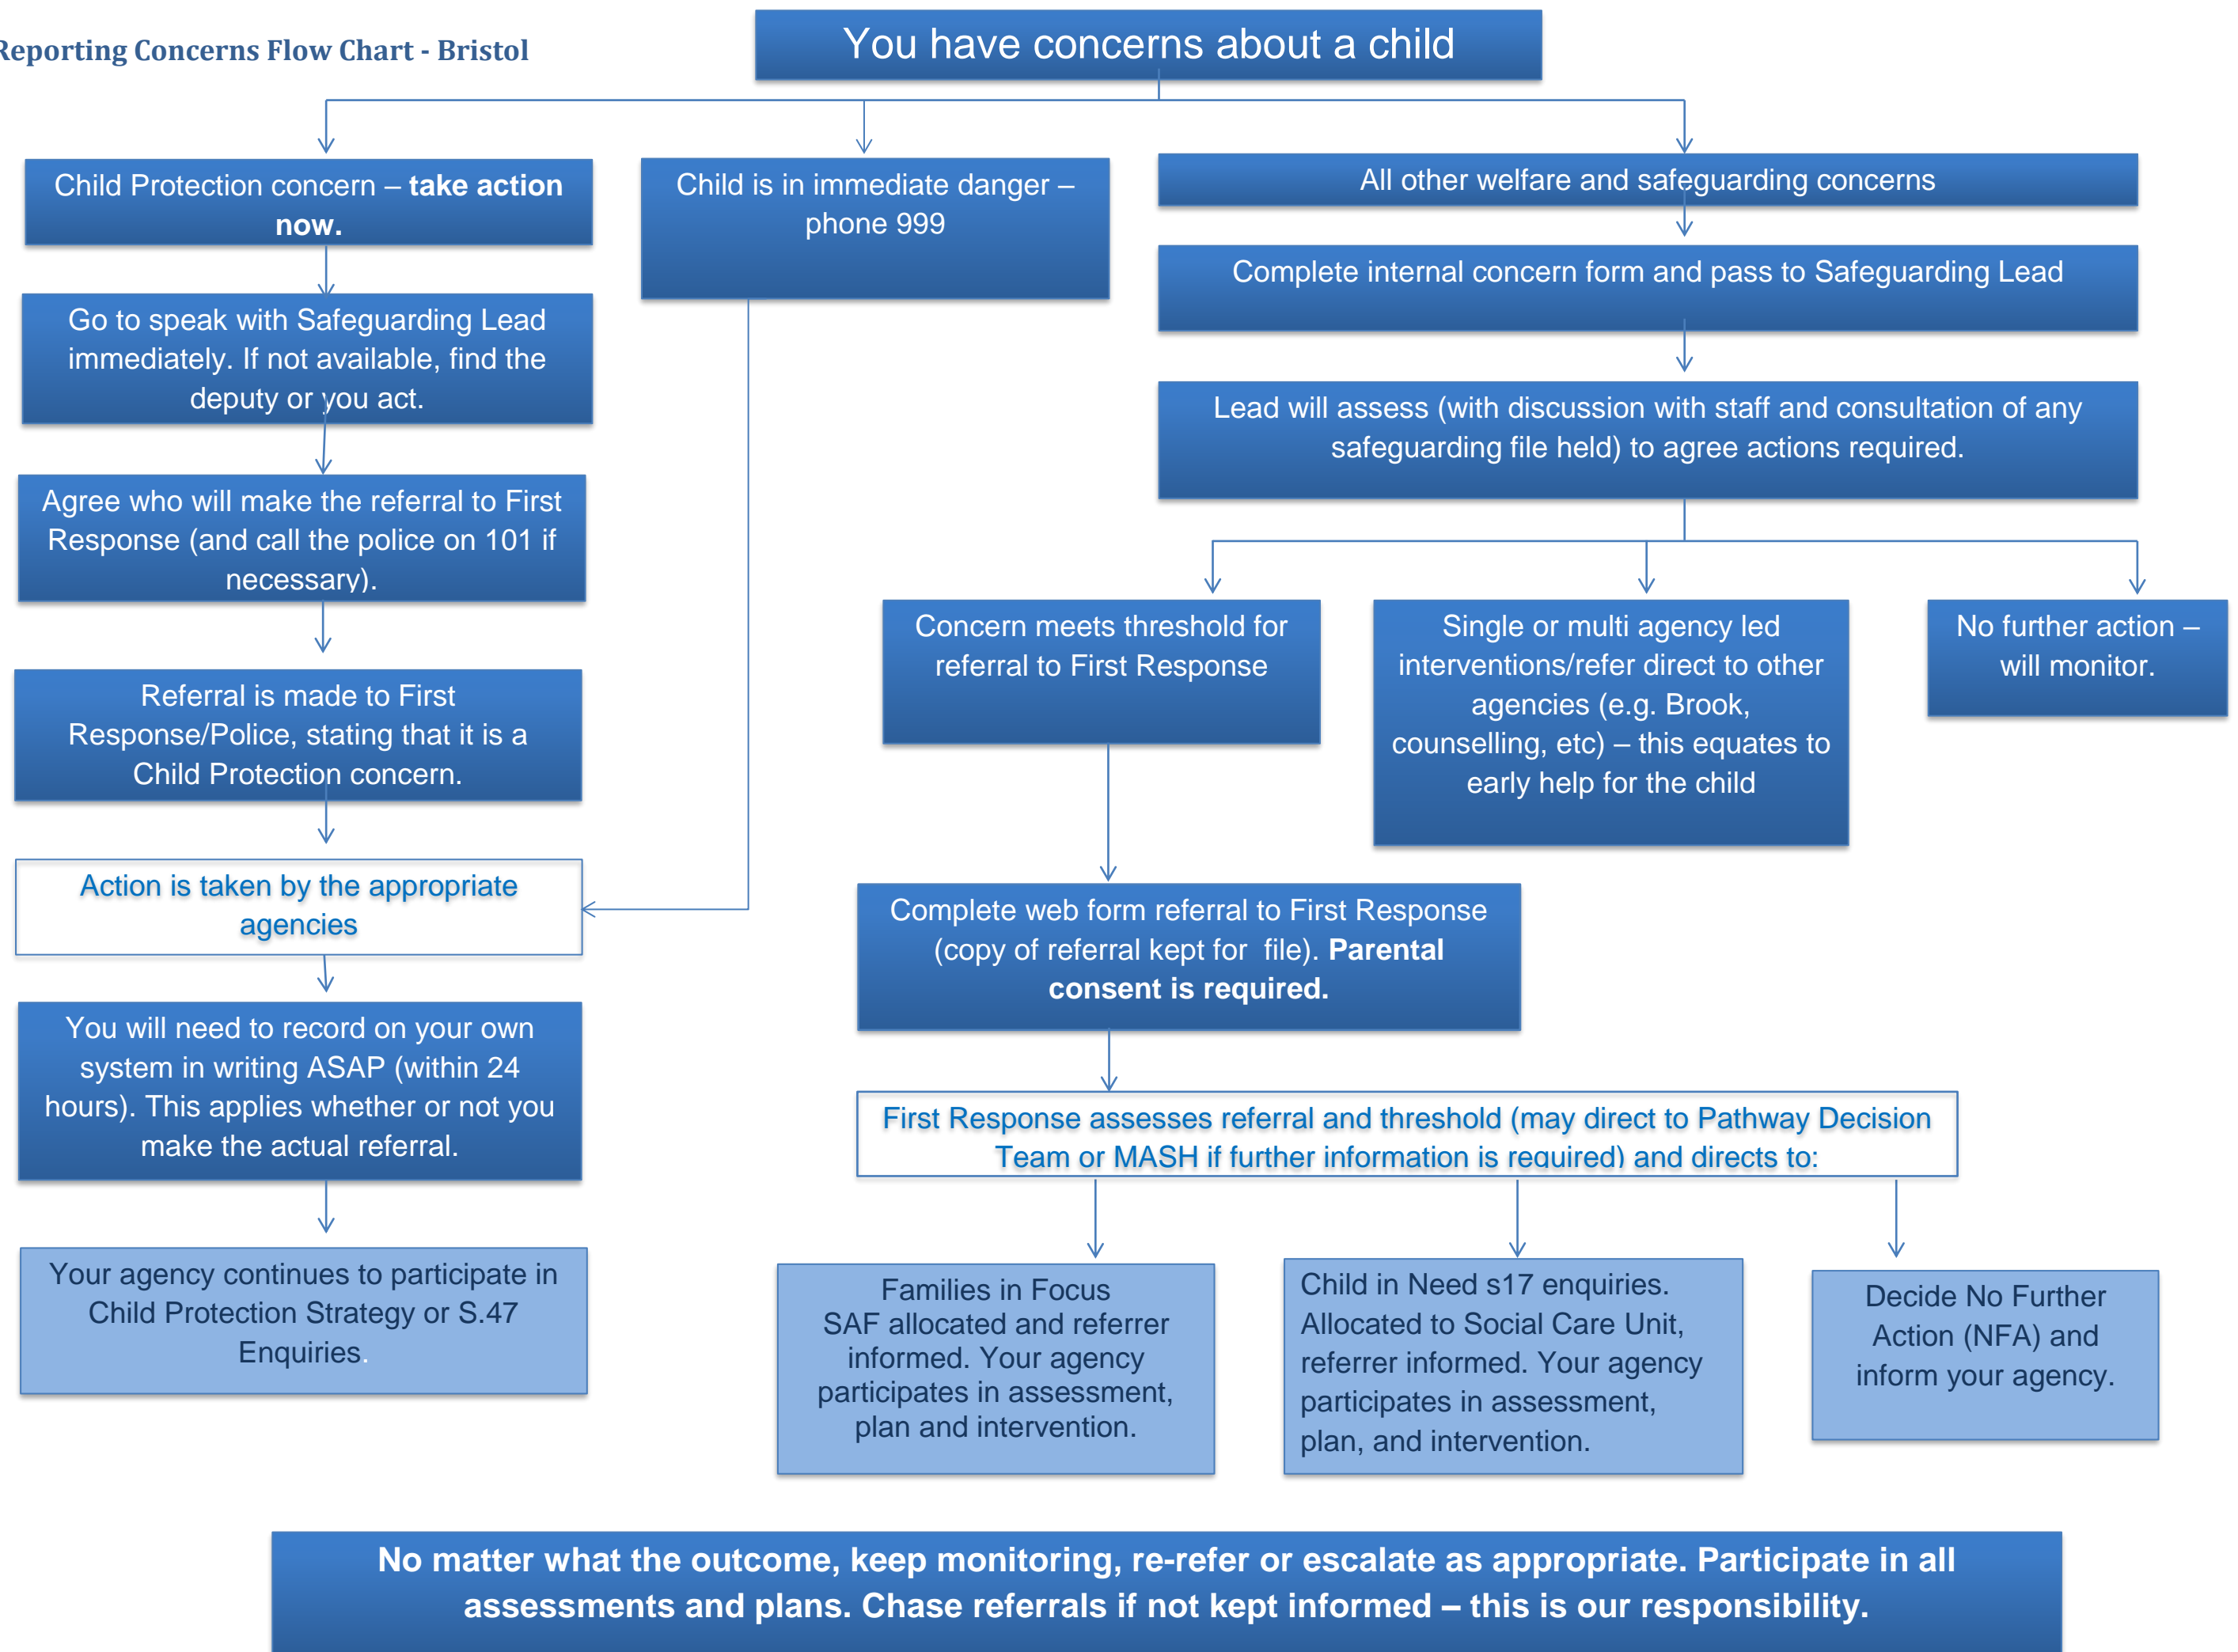 Reporting Concerns Flow Chart - Bristol
You have concerns about a child
Child Protection concern – take action
now.
Go to speak with Safeguarding Lead
immediately. If not available, find the
deputy or you act.
Agree who will make the referral to First
Response (and call the police on 101 if
necessary).
Referral is made to First
Response/Police, stating that it is a
Child Protection concern.
Action is taken by the appropriate
agencies
You will need to record on your own
system in writing ASAP (within 24
hours). This applies whether or not you
make the actual referral.
Your agency continues to participate in
Child Protection Strategy or S.47
Enquiries.
Child is in immediate danger –
phone 999
All other welfare and safeguarding concerns
Complete internal concern form and pass to Safeguarding Lead
Lead will assess (with discussion with staff and consultation of any
safeguarding file held) to agree actions required.
Concern meets threshold for
referral to First Response
Single or multi agency led
interventions/refer direct to other
agencies (e.g. Brook,
counselling, etc) – this equates to
early help for the child
No further action –
will monitor.
Complete web form referral to First Response
(copy of referral kept for file). Parental
consent is required.
First Response assesses referral and threshold (may direct to Pathway Decision
Team or MASH if further information is required) and directs to:
Families in Focus
SAF allocated and referrer
informed. Your agency
participates in assessment,
plan and intervention.
Child in Need s17 enquiries.
Allocated to Social Care Unit,
referrer informed. Your agency
participates in assessment,
plan, and intervention.
Decide No Further
Action (NFA) and
inform your agency.
No matter what the outcome, keep monitoring, re-refer or escalate as appropriate. Participate in all
assessments and plans. Chase referrals if not kept informed – this is our responsibility.